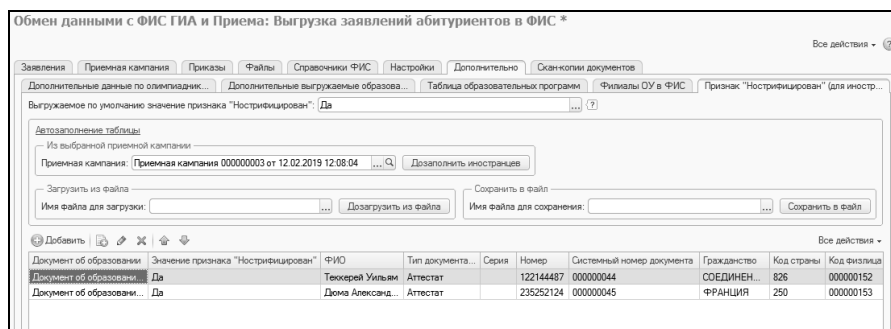 Обмен данными с ФИС ГИА и Приема: Выгрузка заявлений абитуриентов в ФИС *
Все действия
Заявления Приемная кампания Приказы Файлы Справочники ФИС Настройки Дополнительно Скан-копии документов
Дополнительные данные по олимпиадник... Дополнительные выгружаемые образова... Таблица образовательных программ Филиалы ОУ в ФИС Признак "Нострифицирован" (для иностр...
Выгружаемое по умолчанию значение признака "Нострифицирован": Да ... ?
Автозаполнение таблицы
Из выбранной приемной кампании
Приемная кампания: Приемная кампания 000000003 от 12.02.2019 12:08:04 ... Дозаполнить иностранцев
Загрузить из файла Сохранить в файл
Имя файла для загрузки: ... Дозагрузить из файла Имя файла для сохранения: ... Сохранить в файл
Добавить Все действия
Документ об образовании Значение признака "Нострифицирован" ФИО Тип документа... Серия Номер Системный номер документа Гражданство Код страны Код физлица
Документ об образовани... Да Теккерей Уильям Аттестат 122144487 000000044 СОЕДИНЕН... 826 000000152
Документ об образовани... Да Дюма Александ... Аттестат 235252124 000000045 ФРАНЦИЯ 250 000000153